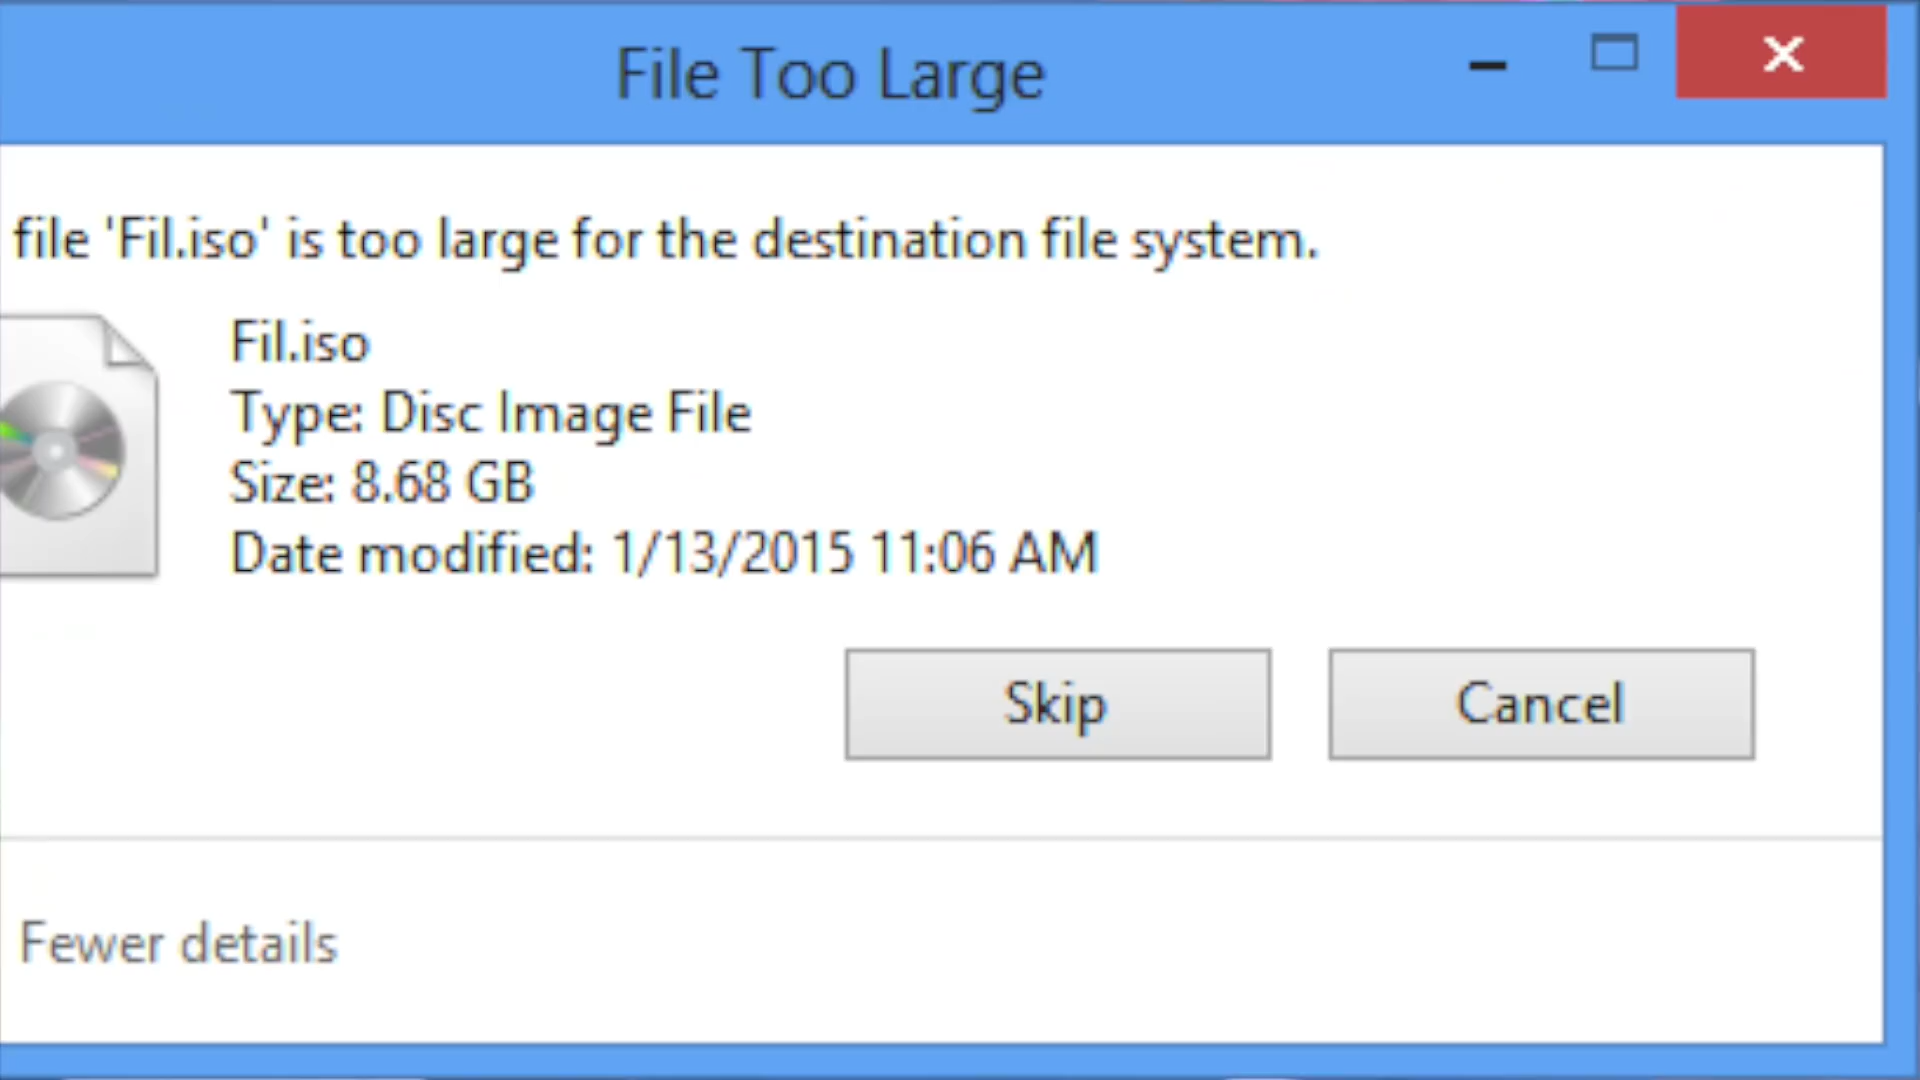 File Too Large
file 'Fil.iso' is too large for the destination file system.
Fil.iso
Type: Disc Image File
Size: 8.68 GB
Date modified: 1/13/2015 11:06 AM
Skip
Cancel
Fewer details